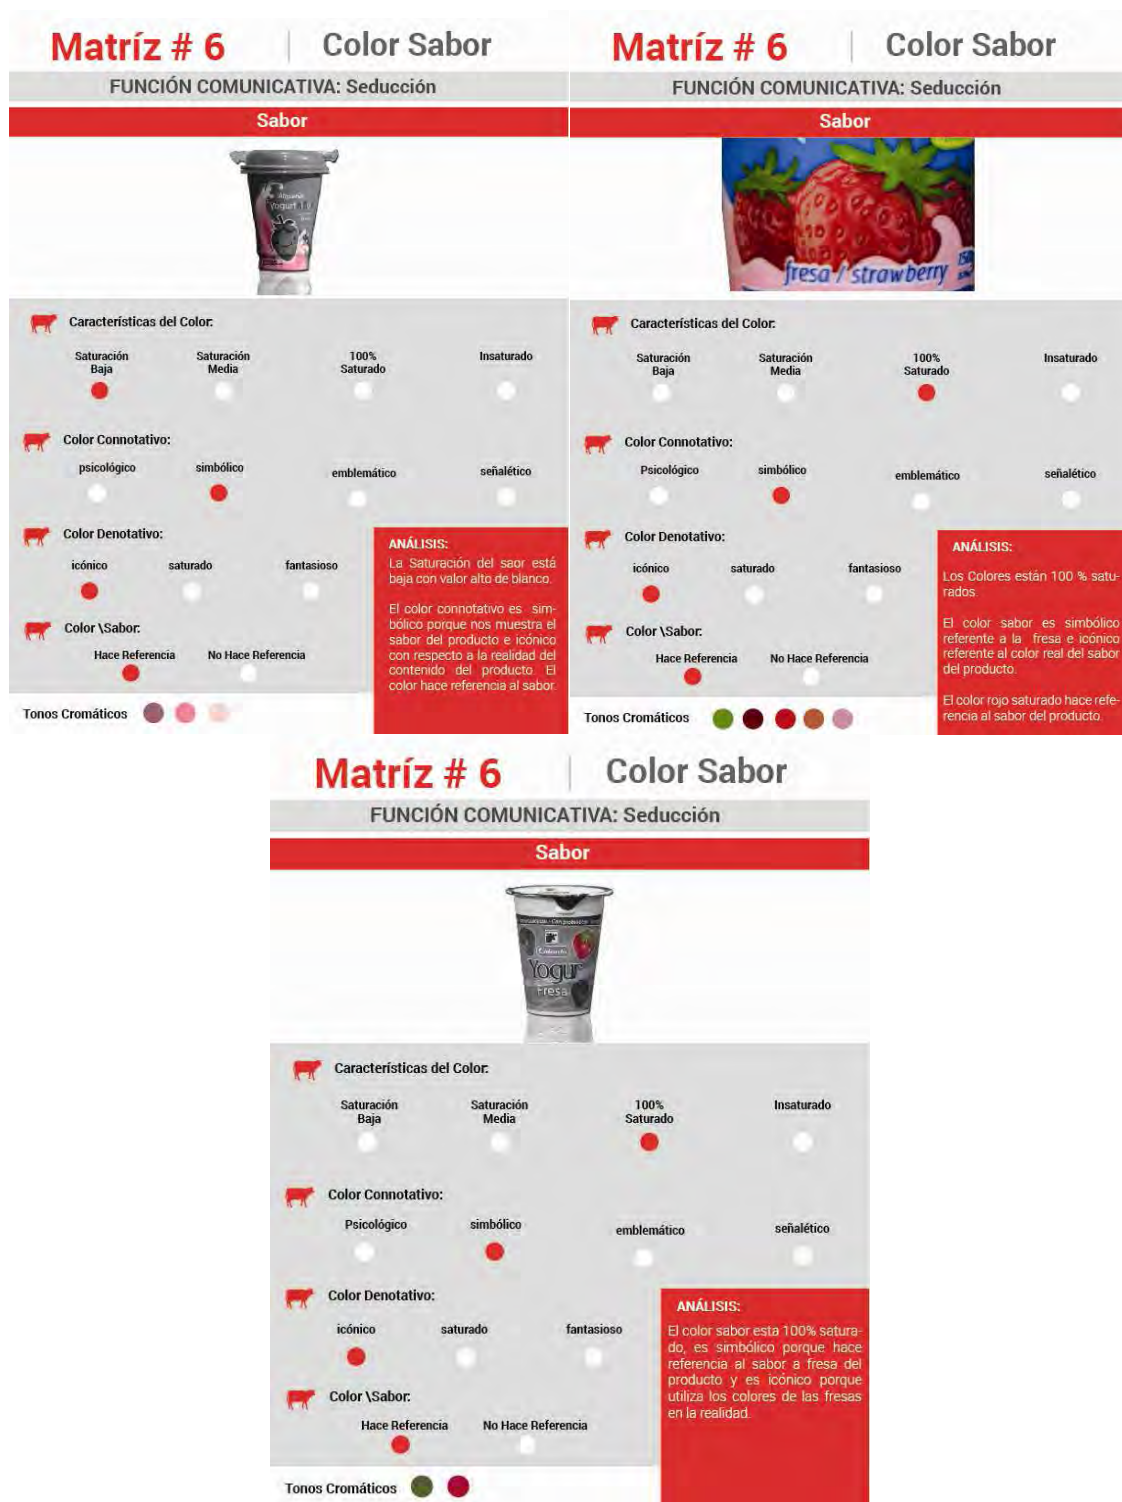 Matríz # 6
Color Sabor
FUNCIÓN COMUNICATIVA: Seducción
Sabor
Alquería
Yogurt
Características del Color:
Saturación Baja
Saturación Media
100% Saturado
Insaturado
Color Connotativo:
psicológico
simbólico
emblemático
señalético
Color Denotativo:
icónico
saturado
fantasioso
Color \Sabor:
Hace Referencia
No Hace Referencia
ANÁLISIS:
La Saturación del saor está
baja con valor alto de blanco.
El color connotativo es sim-
bólico porque nos muestra el
sabor del producto e icónico
con respecto a la realidad del
contenido del producto. El
color hace referencia al sabor.
Tonos Cromáticos
Matríz # 6
Color Sabor
FUNCIÓN COMUNICATIVA: Seducción
Sabor
fresa / strawberry
Características del Color:
Saturación Baja
Saturación Media
100% Saturado
Insaturado
Color Connotativo:
Psicológico
simbólico
emblemático
señalético
Color Denotativo:
icónico
saturado
fantasioso
Color \Sabor:
Hace Referencia
No Hace Referencia
ANÁLISIS:
Los Colores están 100 % satu-
rados.
El color sabor es simbólico
referente a la fresa e icónico
referente al color real del sabor
del producto.
El color rojo saturado hace refe-
rencia al sabor del producto.
Tonos Cromáticos
Matríz # 6
Color Sabor
FUNCIÓN COMUNICATIVA: Seducción
Sabor
Colanta
Yogur
Fresa
Características del Color:
Saturación Baja
Saturación Media
100% Saturado
Insaturado
Color Connotativo:
Psicológico
simbólico
emblemático
señalético
Color Denotativo:
icónico
saturado
fantasioso
Color \Sabor:
Hace Referencia
No Hace Referencia
ANÁLISIS:
El color sabor esta 100% satura-
do, es simbólico porque hace
referencia al sabor a fresa del
producto y es icónico porque
utiliza los colores de las fresas
en la realidad.
Tonos Cromáticos